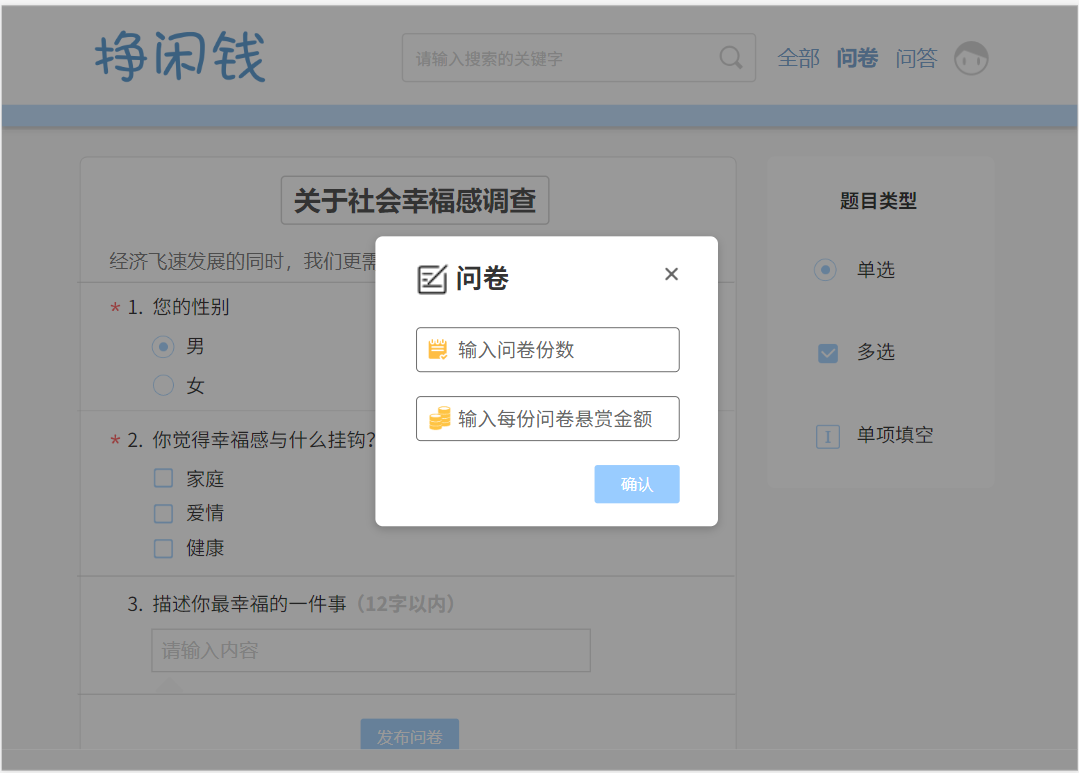 挣闲钱
请输入搜索的关键字
全部 问卷 问答
关于社会幸福感调查
题目类型
经济飞速发展的同时，我们更需
问卷
×
单选
* 1. 您的性别
男
输入问卷份数
多选
女
输入每份问卷悬赏金额
* 2. 你觉得幸福感与什么挂钩?
单项填空
家庭
确认
爱情
健康
3. 描述你最幸福的一件事（12字以内）
请输入内容
发布问卷